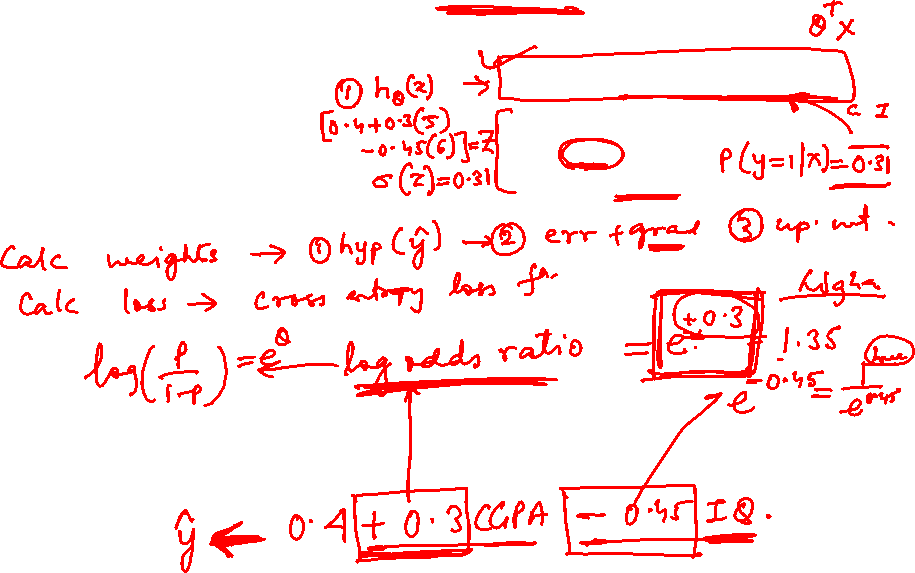 θᵀx
① hθ(z) →
[0.4+0.3(5)
-0.45(6)]=Z
σ(Z)=0.31
C I
P(y=1|x)=0.31
Calc weights → ① hyp(ŷ) → ② err + grad ③ up. wt.
Calc loss → cross entropy loss fn.
higher
log(p/1-p) = e^θ ← log odds ratio = e^+0.3 = 1.35
e^-0.45 = 1/e^0.45
ŷ ← 0.4 + 0.3 CGPA - 0.45 IQ.